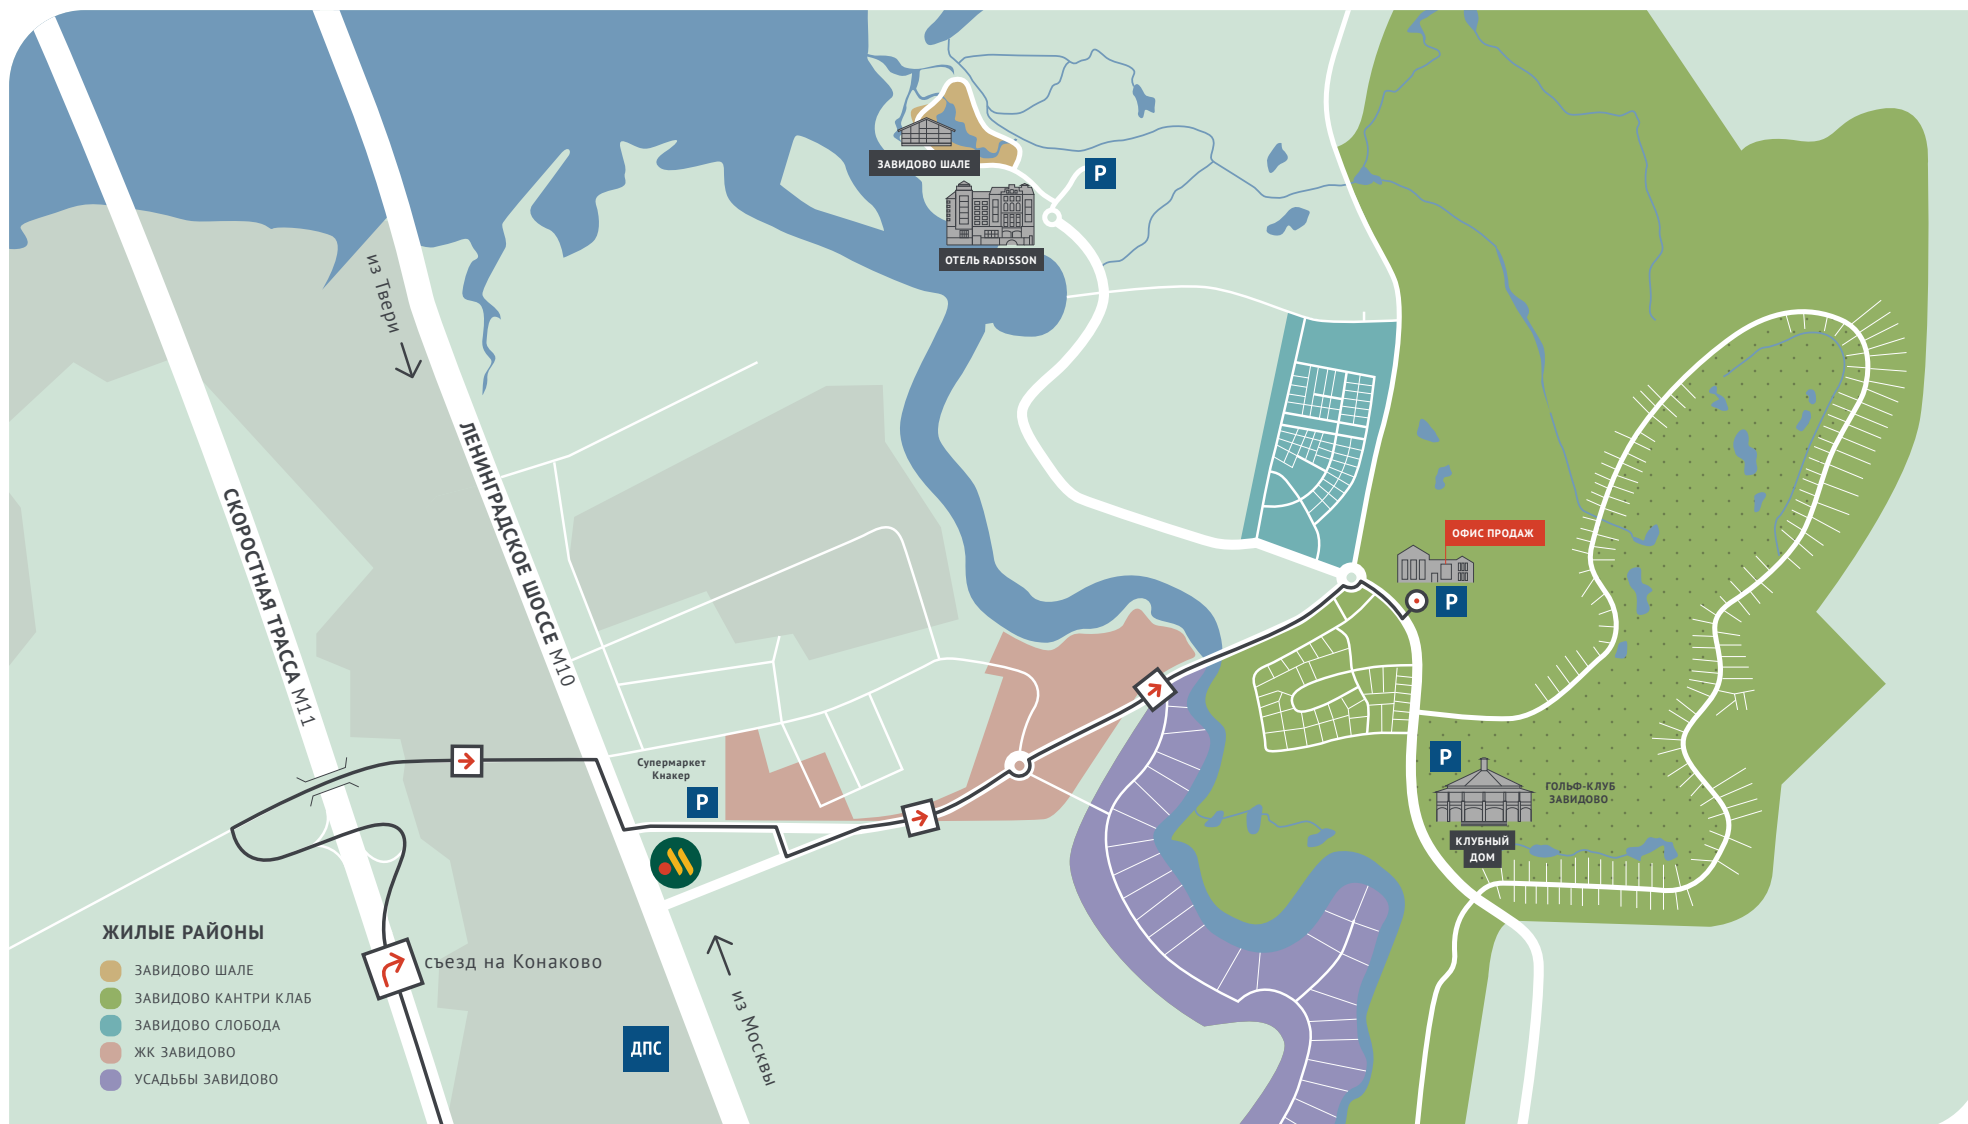 ЗАВИДОВО ШАЛЕ
P
ОТЕЛЬ RADISSON
из Твери
ЛЕНИНГРАДСКОЕ ШОССЕ М10
СКОРОСТНАЯ ТРАССА М11
ОФИС ПРОДАЖ
P
P
ГОЛЬФ-КЛУБ
ЗАВИДОВО
КЛУБНЫЙ
ДОМ
Супермаркет
Кнакер
P
съезд на Конаково
из Москвы
ДПС
ЖИЛЫЕ РАЙОНЫ
ЗАВИДОВО ШАЛЕ
ЗАВИДОВО КАНТРИ КЛАБ
ЗАВИДОВО СЛОБОДА
ЖК ЗАВИДОВО
УСАДЬБЫ ЗАВИДОВО